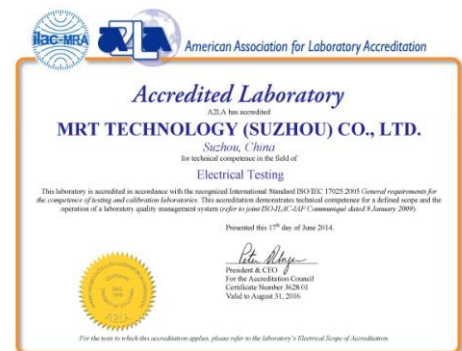 ilac-MRA
A2LA
American Association for Laboratory Accreditation
Accredited Laboratory
A2LA has accredited
MRT TECHNOLOGY (SUZHOU) CO., LTD.
Suzhou, China
for technical competence in the field of
Electrical Testing
This laboratory is accredited in accordance with the recognized International Standard ISO/IEC 17025:2005 General requirements for
the competence of testing and calibration laboratories. This accreditation demonstrates technical competence for a defined scope and the
operation of a laboratory quality management system (refer to joint ISO-ILAC-IAF Communiqué dated 8 January 2009).
Presented this 17th day of June 2014.
President & CEO
For the Accreditation Council
Certificate Number 3628.01
Valid to August 31, 2016
A2LA
For the tests to which this accreditation applies, please refer to the laboratory's Electrical Scope of Accreditation.